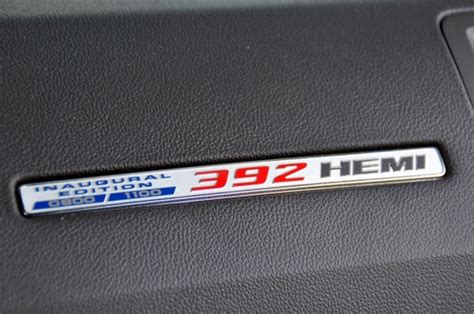 INAUGURAL
EDITION
0800 / 1100
392 HEMI